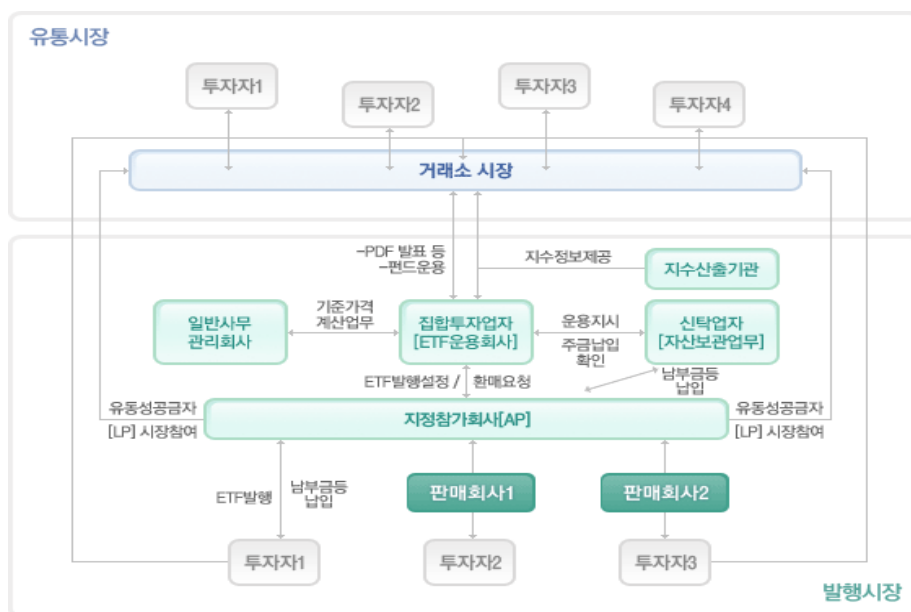 유통시장
투자자1
투자자2
투자자3
투자자4
거래소 시장
-PDF 발표 등
-펀드운용
지수정보제공
지수산출기관
일반사무
관리회사
기준가격
계산업무
집합투자업자
[ETF운용회사]
운용지시
주금납입
확인
신탁업자
[자산보관업무]
ETF발행설정 /
환매요청
남부금등
납입
유동성공급자
[LP] 시장참여
지정참가회사[AP]
유동성공급자
[LP] 시장참여
ETF발행
남부금등
납입
판매회사1
판매회사2
투자자1
투자자2
투자자3
발행시장